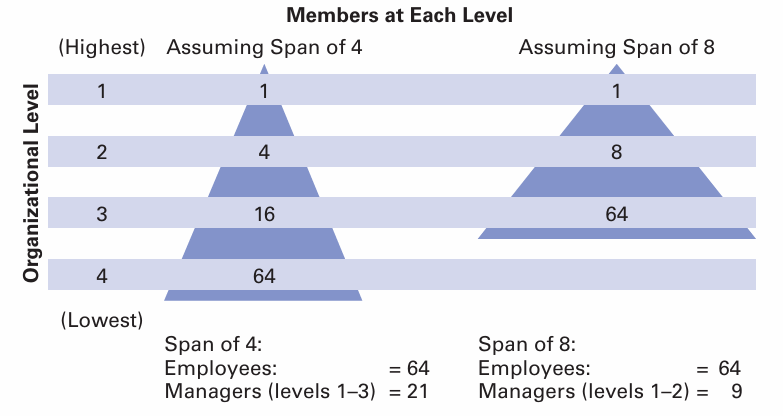 Members at Each Level
(Highest) Assuming Span of 4 Assuming Span of 8
Organizational Level
1 1 1
2 4 8
3 16 64
4 64
(Lowest)
Span of 4:
Employees: = 64
Managers (levels 1–3) = 21
Span of 8:
Employees: = 64
Managers (levels 1–2) = 9